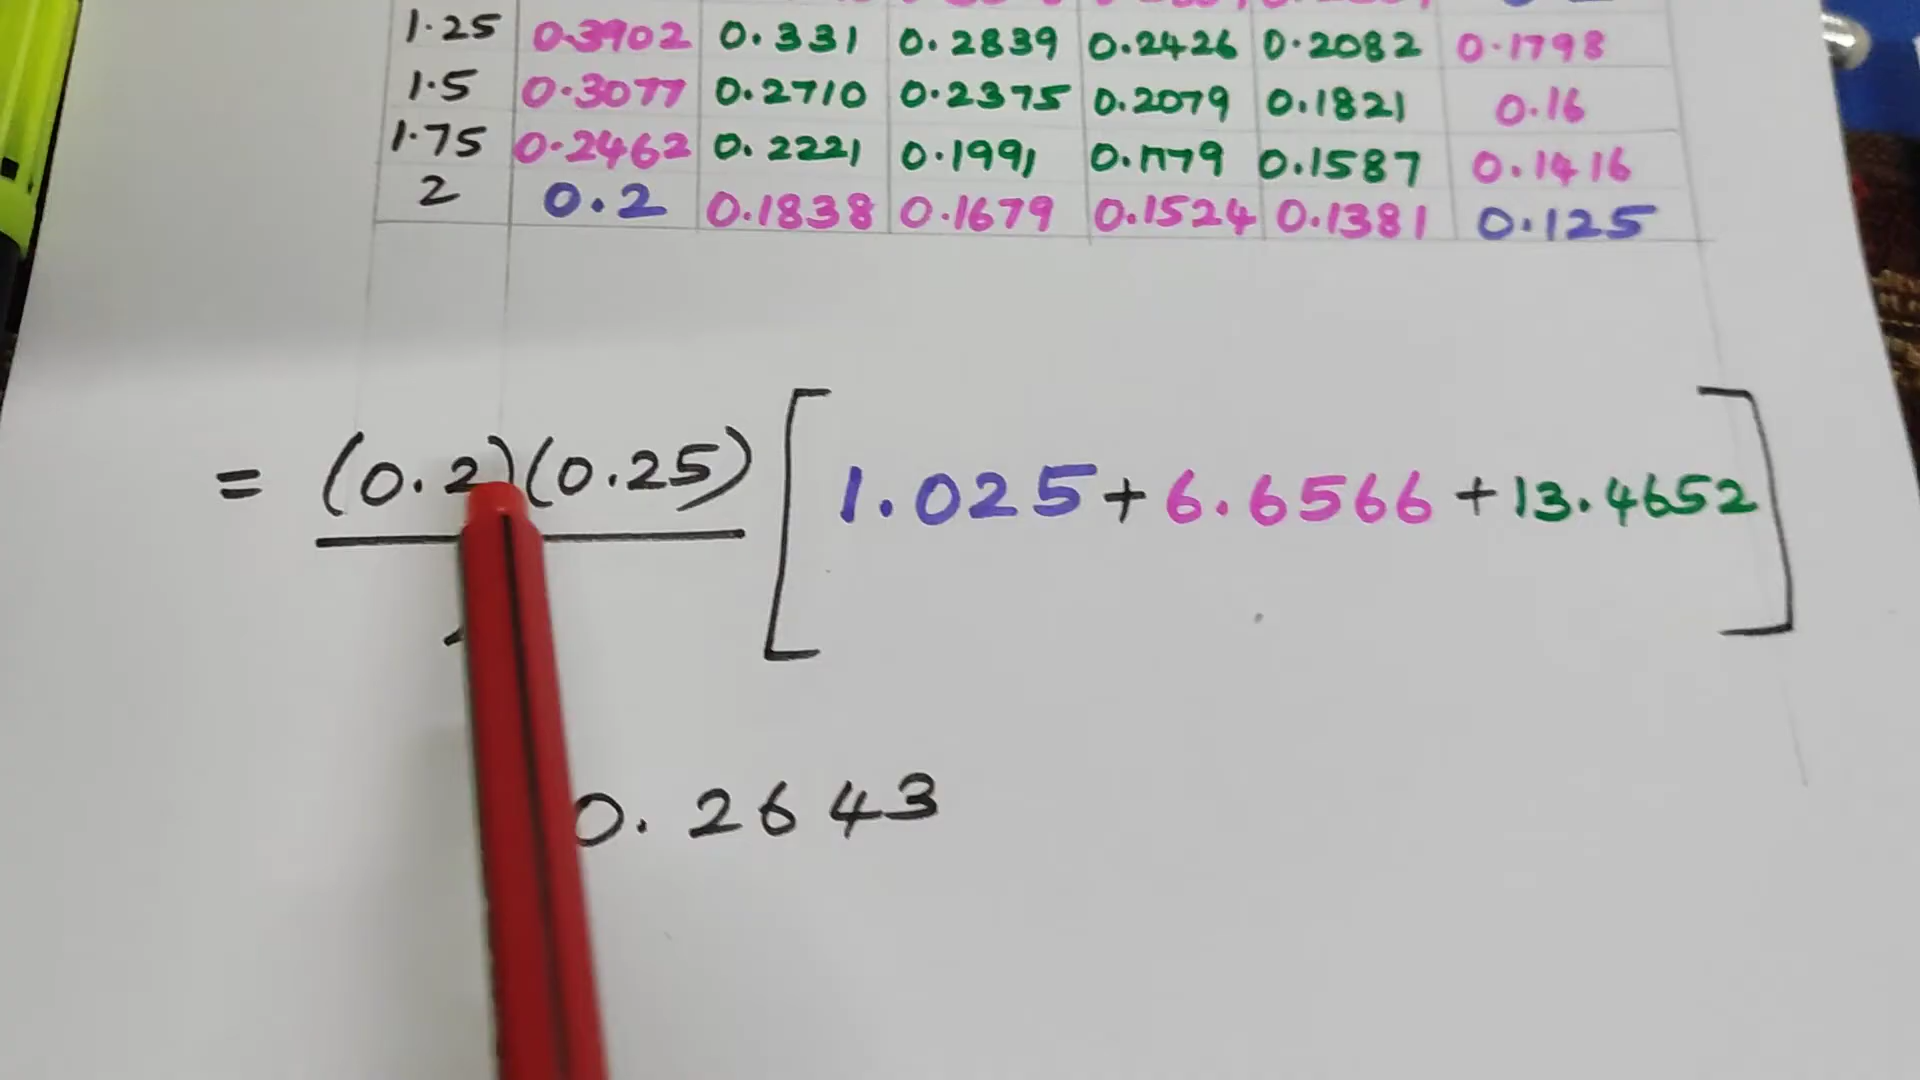 1.25 0.3902 0.331 0.2839 0.2426 0.2082 0.1798
1.5 0.3077 0.2710 0.2375 0.2079 0.1821 0.16
1.75 0.2462 0.2221 0.1991 0.1779 0.1587 0.1416
2 0.2 0.1838 0.1679 0.1524 0.1381 0.125
= (0.2)(0.25) [1.025 + 6.6566 + 13.4652]
0.2643